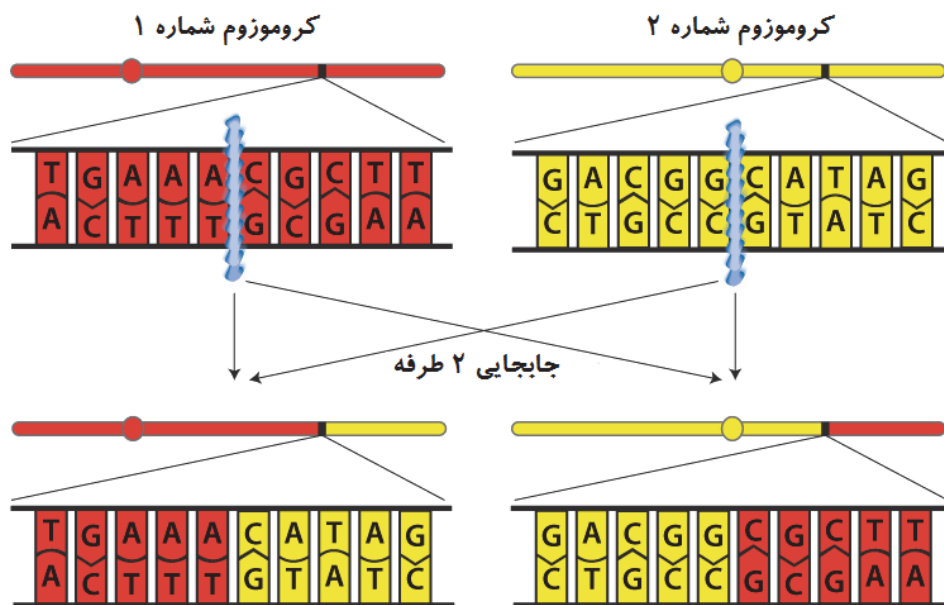 کروموزوم شماره ۱
کروموزوم شماره ۲
T G A A A C G C T T
A C T T T G C G A A
G A C G G C A T A G
C T G C C G T A T C
جابجایی ۲ طرفه
T G A A A C A T A G
A C T T T G T A T C
G A C G G C G C T T
C T G C C G C G A A